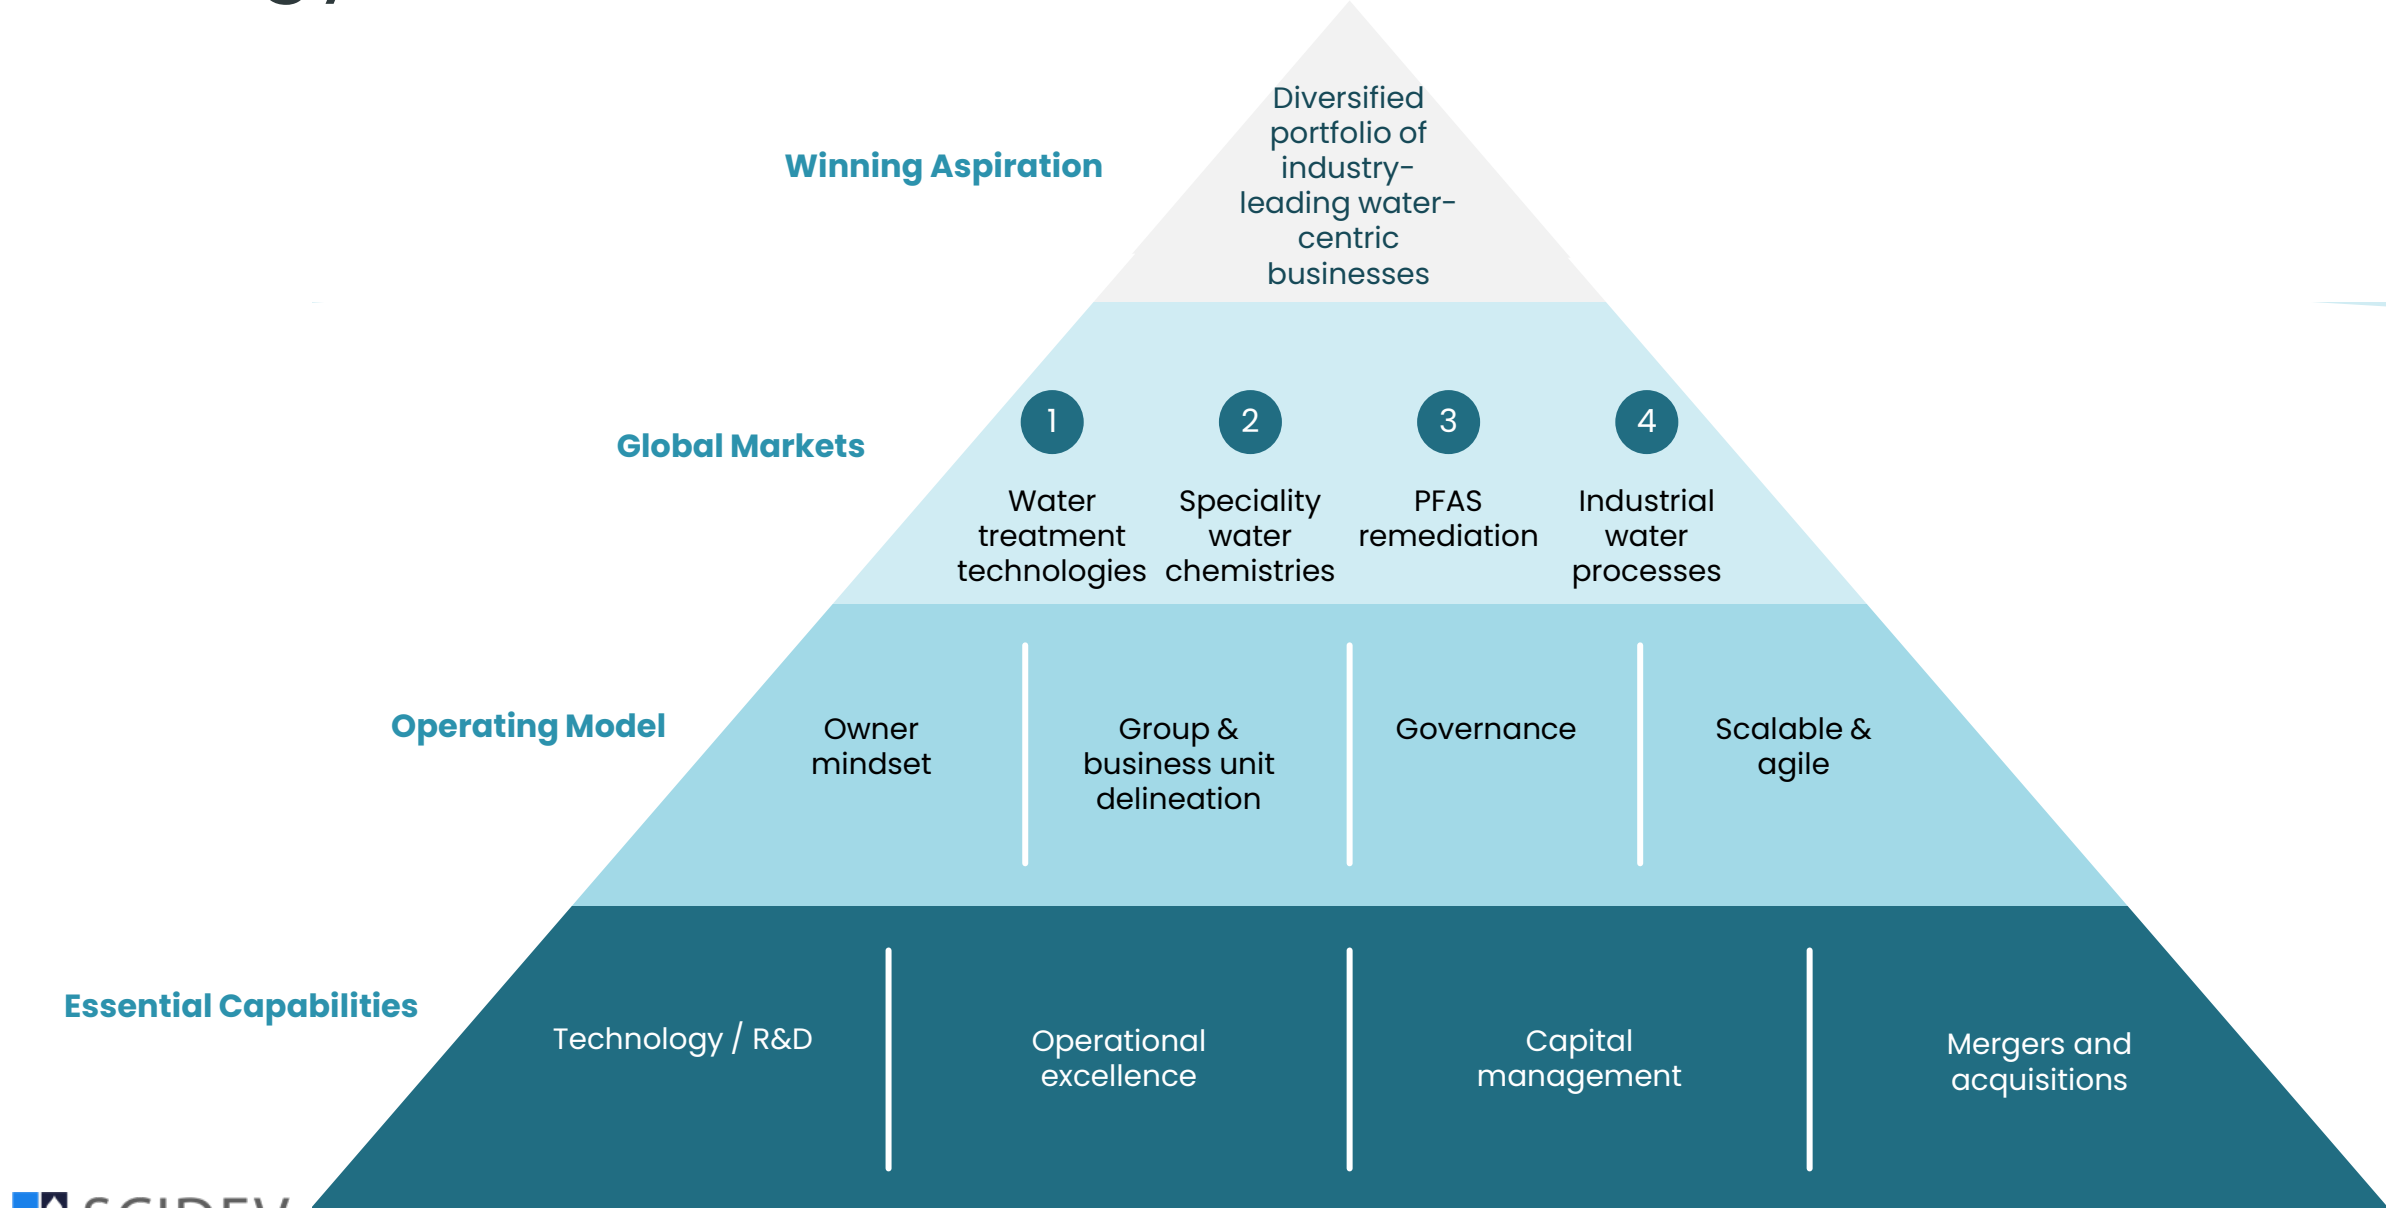 Diversified
portfolio of
industry-
leading water-
centric
businesses
Winning Aspiration
Global Markets
1
2
3
4
Water
treatment
technologies
Speciality
water
chemistries
PFAS
remediation
Industrial
water
processes
Operating Model
Owner
mindset
Group &
business unit
delineation
Governance
Scalable &
agile
Essential Capabilities
Technology / R&D
Operational
excellence
Capital
management
Mergers and
acquisitions
SCIDEV